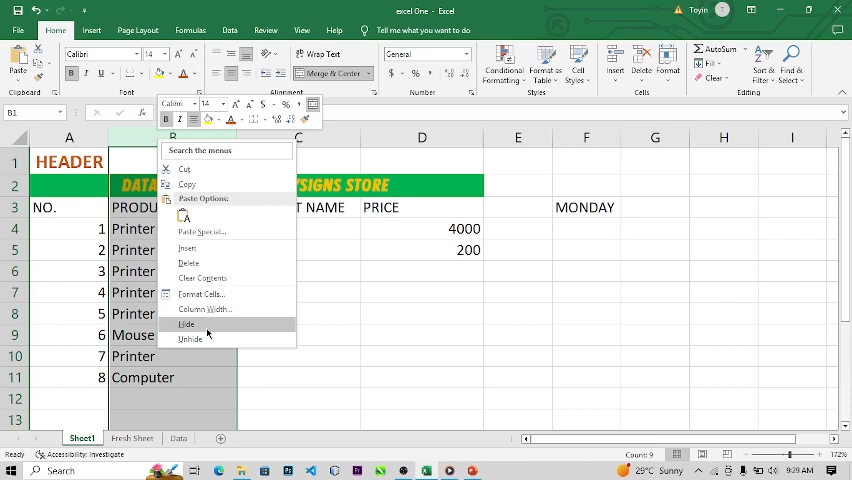 excel One - Excel
Toyin
T
File Home Insert Page Layout Formulas Data Review View Help Tell me what you want to do
Paste
Calibri 14
B I U
Wrap Text
Merge & Center
General
$ % ,
Conditional Formatting
Format as Table
Cell Styles
Insert
Delete
Format
AutoSum
Fill
Clear
Sort & Filter
Find & Select
Clipboard
Alignment
Number
Styles
Cells
Editing
B1
fx
Calibri 14 A A $ % ,
B I
A B C D E F G H I
1 HEADER
2 DATA
SIGNS STORE
3 NO. PRODU
T NAME PRICE MONDAY
4 1 Printer 4000
5 2 Printer 200
6 3 Printer
7 4 Printer
8 5 Printer
9 6 Mouse
10 7 Printer
11 8 Computer
12
13
Search the menus
Cut
Copy
Paste Options:
Paste Special...
Insert
Delete
Clear Contents
Format Cells...
Column Width...
Hide
Unhide
Sheet1 Fresh Sheet Data
Ready Accessibility: Investigate Count: 9 172%
Search
29°C Sunny
9:29 AM